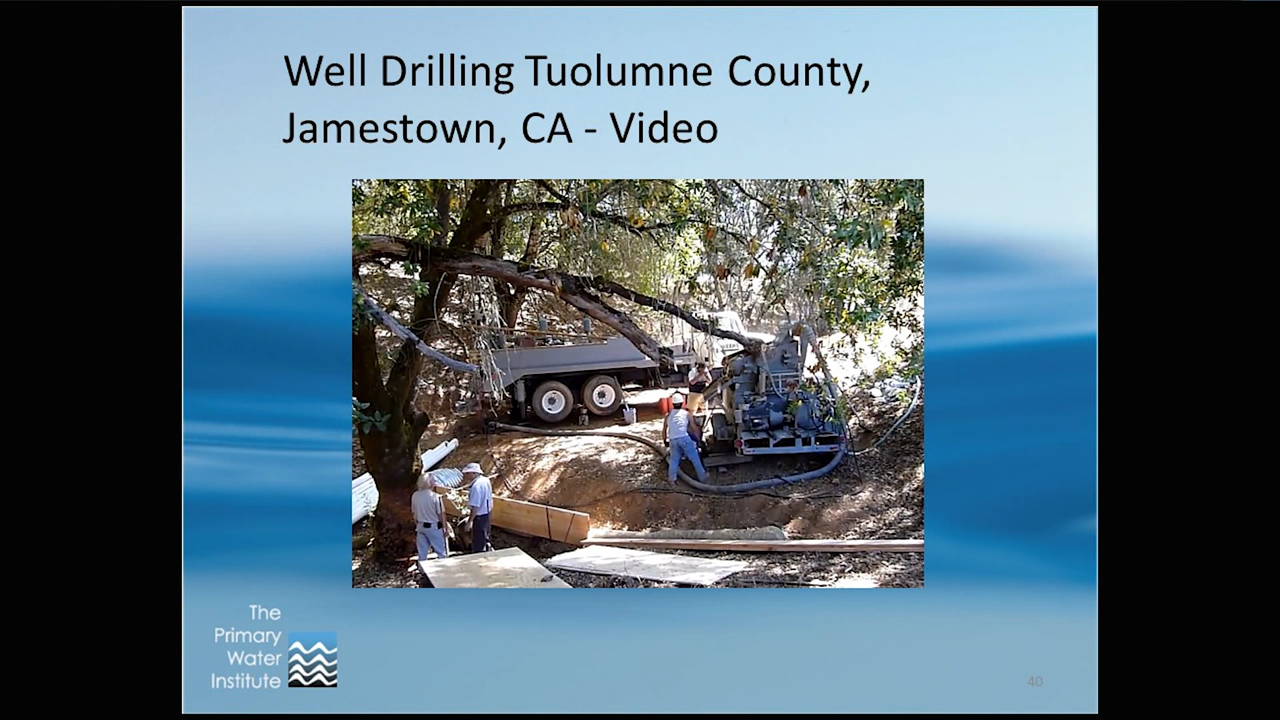 Well Drilling Tuolumne County,
Jamestown, CA - Video
The
Primary
Water
Institute
40